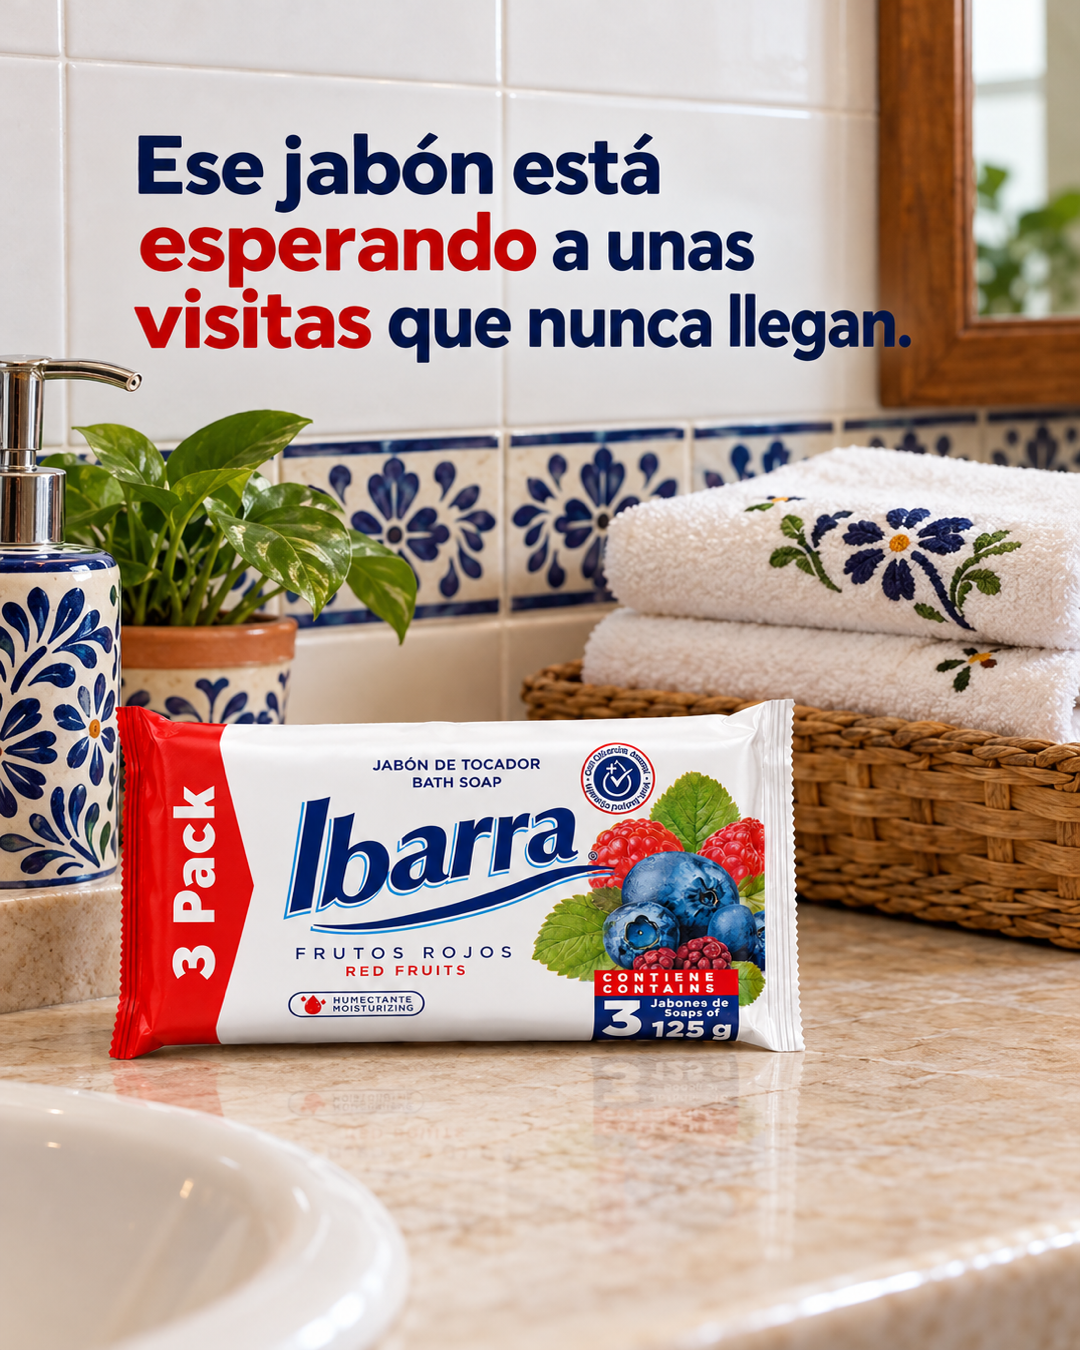 Ese jabón está
esperando a unas
visitas que nunca llegan.
JABÓN DE TOCADOR
BATH SOAP
3 Pack
Ibarra
FRUTOS ROJOS
RED FRUITS
HUMECTANTE
MOISTURIZING
CONTIENE
CONTAINS
3 Jabones de
Soaps of
125 g